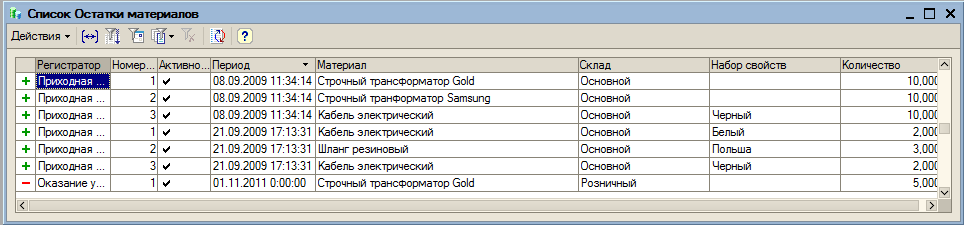 Список Остатки материалов
Действия
Регистратор Номер... Активно... Период Материал Склад Набор свойств Количество
Приходная ... 1 08.09.2009 11:34:14 Строчный трансформатор Gold Основной 10,000
Приходная ... 2 08.09.2009 11:34:14 Строчный транформатор Samsung Основной 10,000
Приходная ... 3 08.09.2009 11:34:14 Кабель электрический Основной Черный 10,000
Приходная ... 1 21.09.2009 17:13:31 Кабель электрический Основной Белый 2,000
Приходная ... 2 21.09.2009 17:13:31 Шланг резиновый Основной Польша 3,000
Приходная ... 3 21.09.2009 17:13:31 Кабель электрический Основной Черный 2,000
Оказание у... 1 01.11.2011 0:00:00 Строчный трансформатор Gold Розничный 5,000